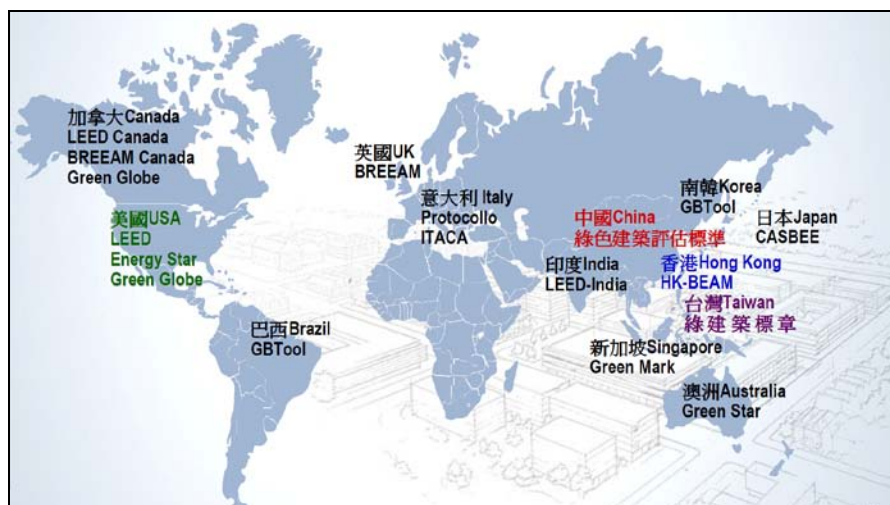 加拿大Canada
LEED Canada
BREEAM Canada
Green Globe
美國USA
LEED
Energy Star
Green Globe
英國UK
BREEAM
意大利 Italy
Protocollo
ITACA
中國China
綠色建築評估標準
南韓Korea
GBTool
日本Japan
CASBEE
印度India
LEED-India
香港Hong Kong
HK-BEAM
台灣Taiwan
綠建築標章
巴西Brazil
GBTool
新加坡Singapore
Green Mark
澳洲Australia
Green Star